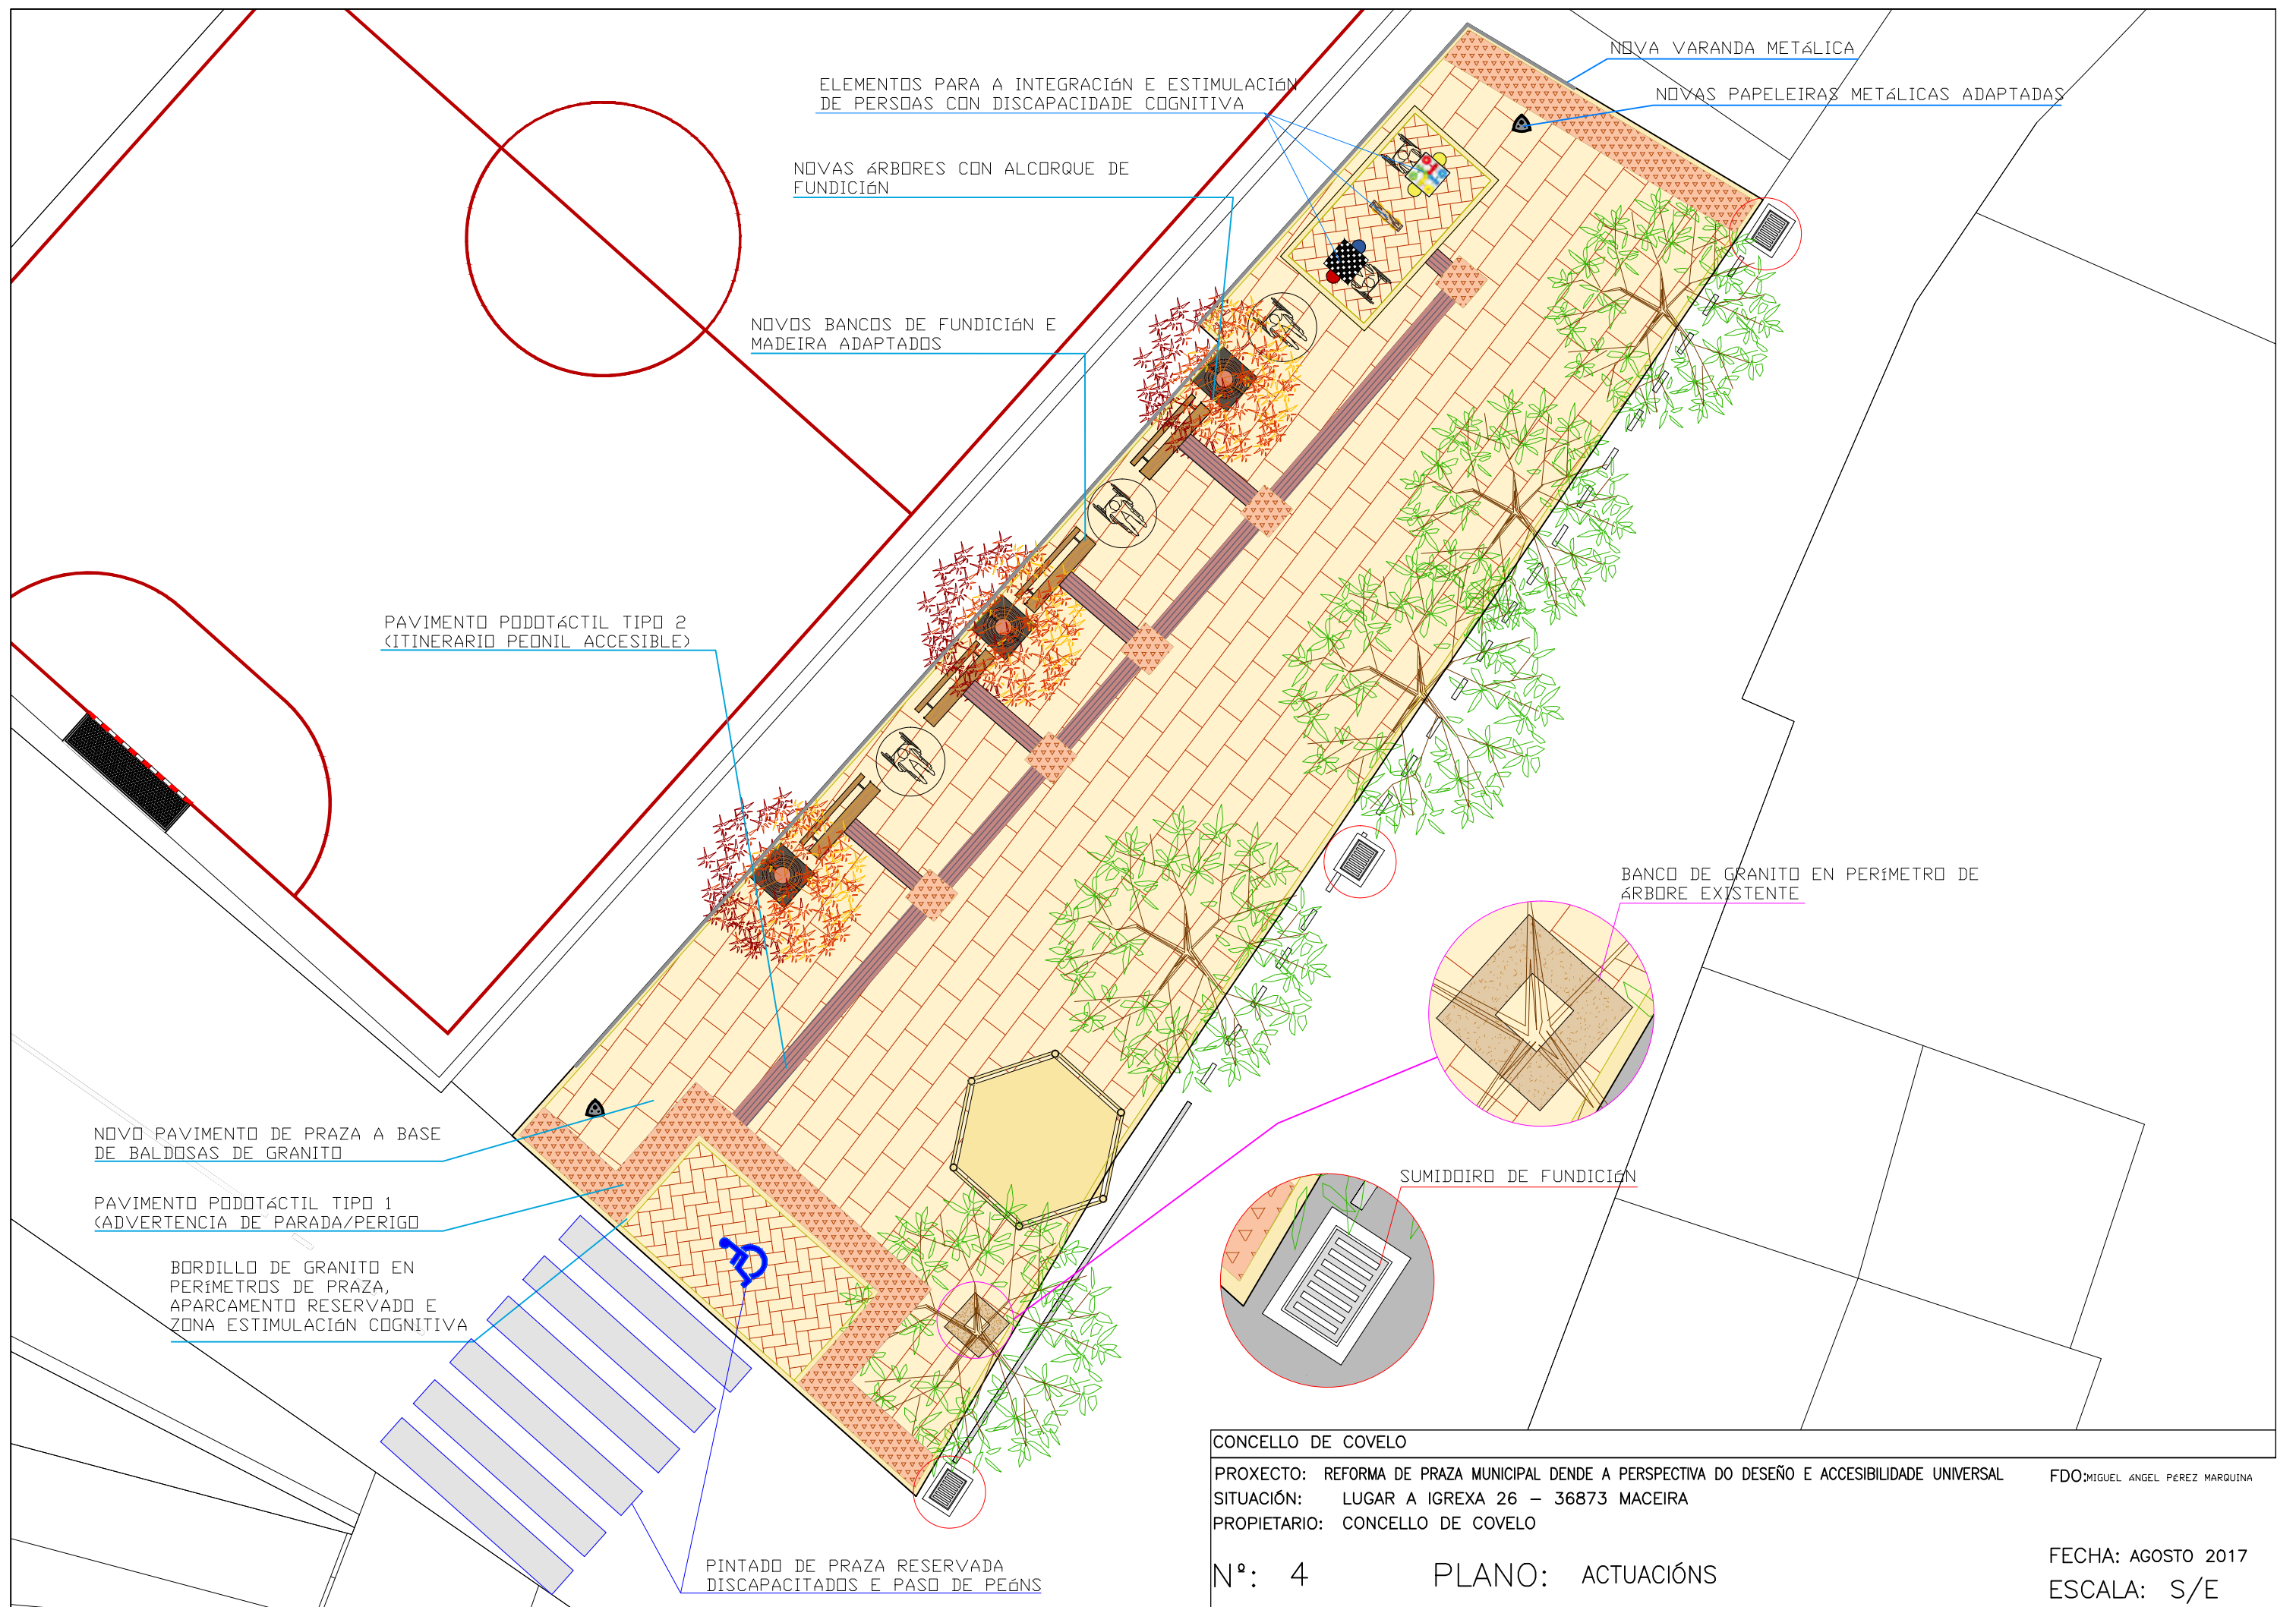 NOVA VARANDA METáLICA
NOVAS PAPELEIRAS METáLICAS ADAPTADAS
ELEMENTOS PARA A INTEGRACIóN E ESTIMULACIóN
DE PERSOAS CON DISCAPACIDADE COGNITIVA
NOVAS áRBORES CON ALCORQUE DE
FUNDICIóN
NOVOS BANCOS DE FUNDICIóN E
MADEIRA ADAPTADOS
PAVIMENTO PODOTáCTIL TIPO 2
(ITINERARIO PEONIL ACCESIBLE)
BANCO DE GRANITO EN PERíMETRO DE
áRBORE EXISTENTE
NOVO PAVIMENTO DE PRAZA A BASE
DE BALDOSAS DE GRANITO
SUMIDOIRO DE FUNDICIóN
PAVIMENTO PODOTáCTIL TIPO 1
(ADVERTENCIA DE PARADA/PERIGO
BORDILLO DE GRANITO EN
PERíMETROS DE PRAZA,
APARCAMENTO RESERVADO E
ZONA ESTIMULACIóN COGNITIVA
PINTADO DE PRAZA RESERVADA
DISCAPACITADOS E PASO DE PEóNS
CONCELLO DE COVELO
PROXECTO: REFORMA DE PRAZA MUNICIPAL DENDE A PERSPECTIVA DO DESEÑO E ACCESIBILIDADE UNIVERSAL
FDO:MIGUEL áNGEL PéREZ MARQUINA
SITUACIÓN: LUGAR A IGREXA 26 – 36873 MACEIRA
PROPIETARIO: CONCELLO DE COVELO
Nº: 4 PLANO: ACTUACIÓNS
FECHA: AGOSTO 2017
ESCALA: S/E